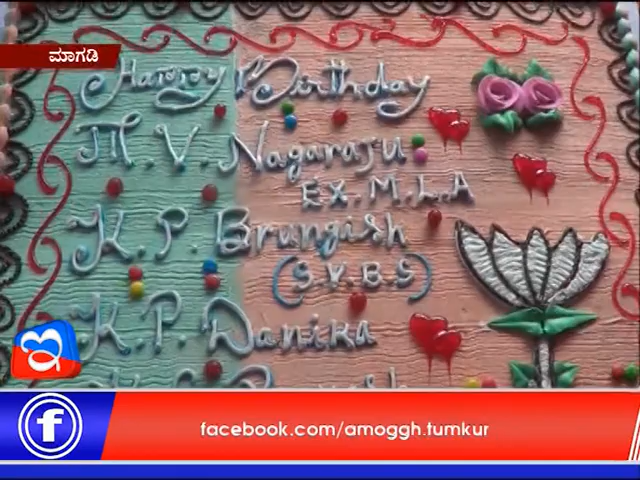 ಮಾಗಡಿ
Happy Birthday
M.V. Nagaraju
EX.M.L.A
K.P. Brungish
(S.V.B.S)
K.P. Danika
ಅ
f facebook.com/amoggh.tumkur